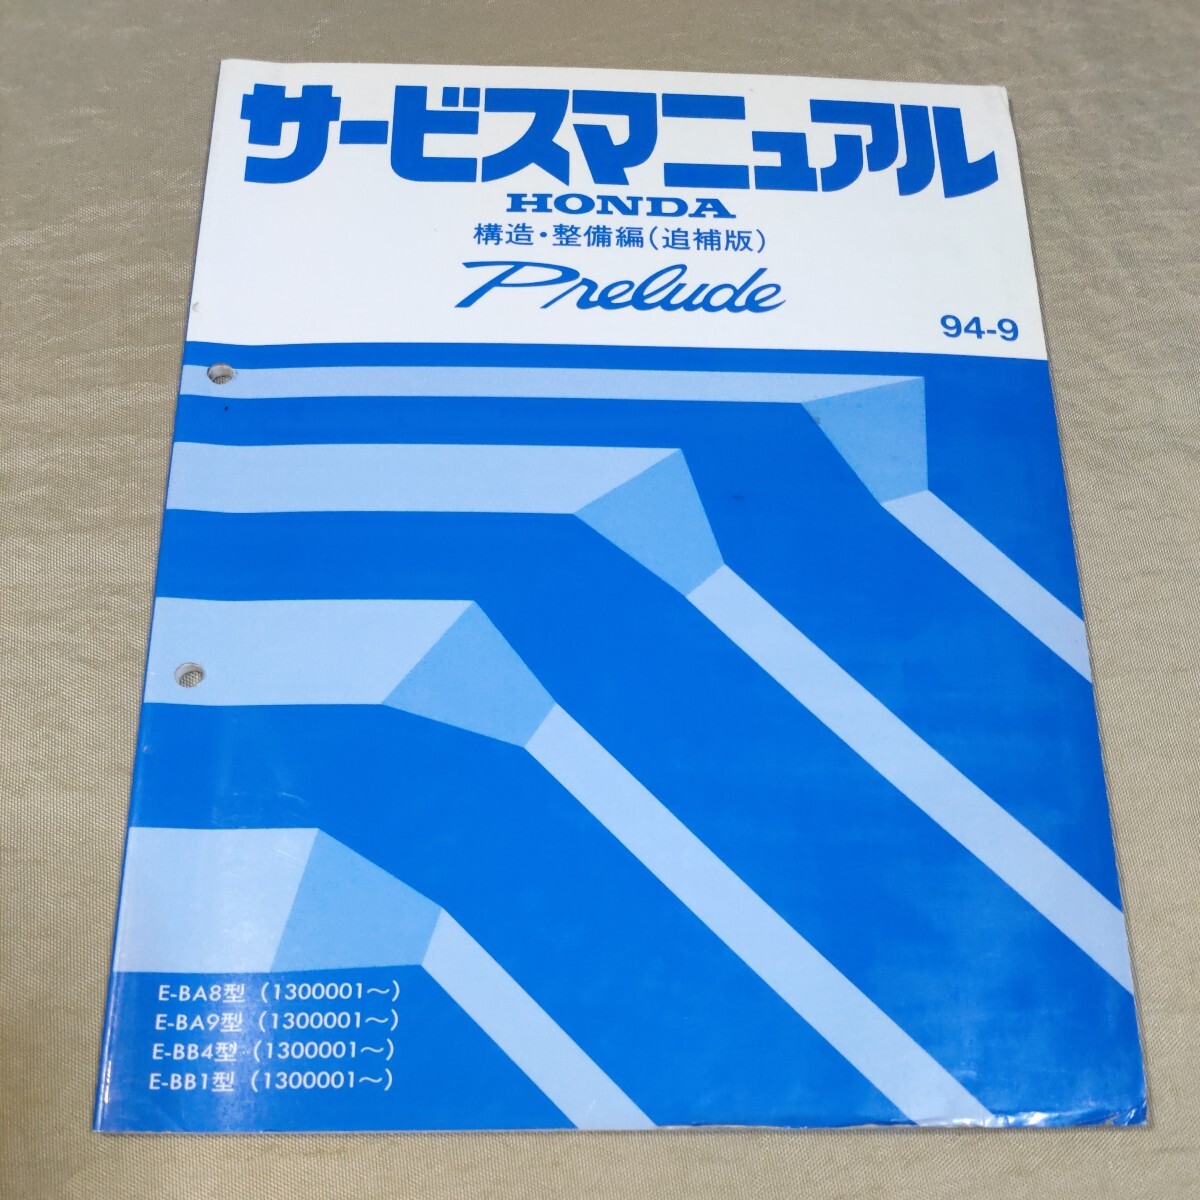 サービスマニュアル
HONDA
構造・整備編(追補版)
Prelude
94-9
E-BA8型 (1300001〜)
E-BA9型 (1300001〜)
E-BB4型 (1300001〜)
E-BB1型 (1300001〜)